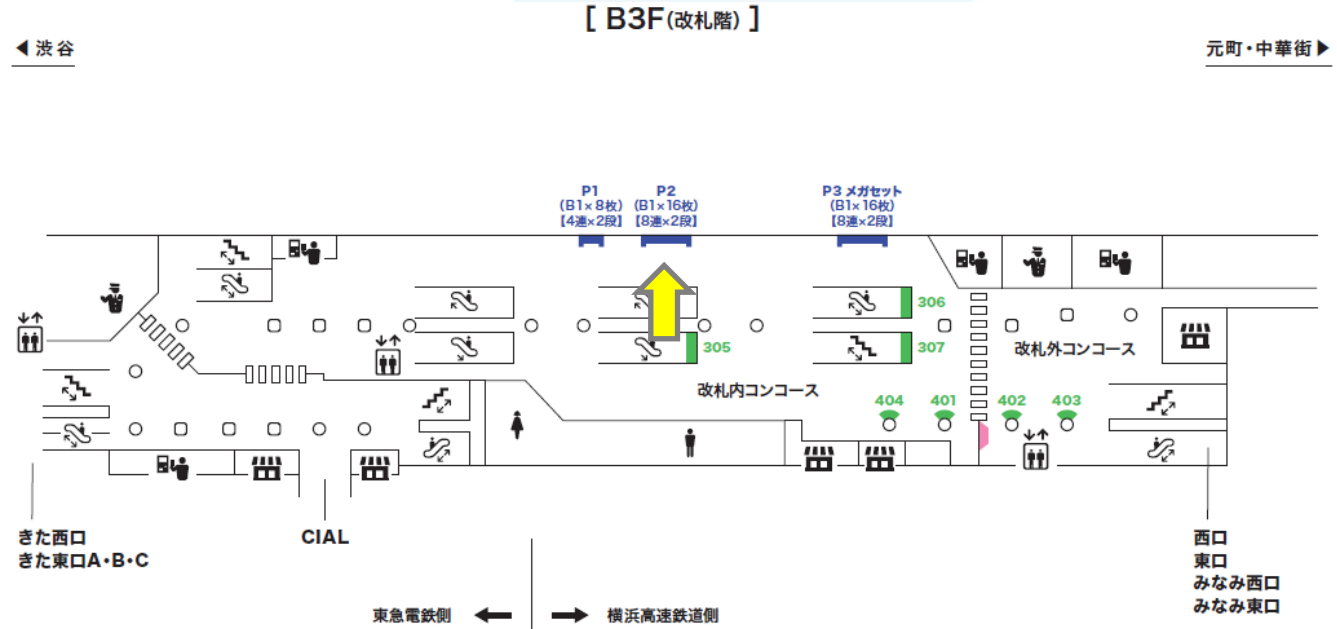 [ B3F(改札階) ]
◀ 渋谷
元町・中華街 ▶
P1
(B1×8枚)
【4連×2段】
P2
(B1×16枚)
【8連×2段】
P3 メガセット
(B1×16枚)
【8連×2段】
306
305
307
改札外コンコース
改札内コンコース
404
401
402
403
きた西口
きた東口A・B・C
CIAL
西口
東口
みなみ西口
みなみ東口
東急電鉄側
横浜高速鉄道側